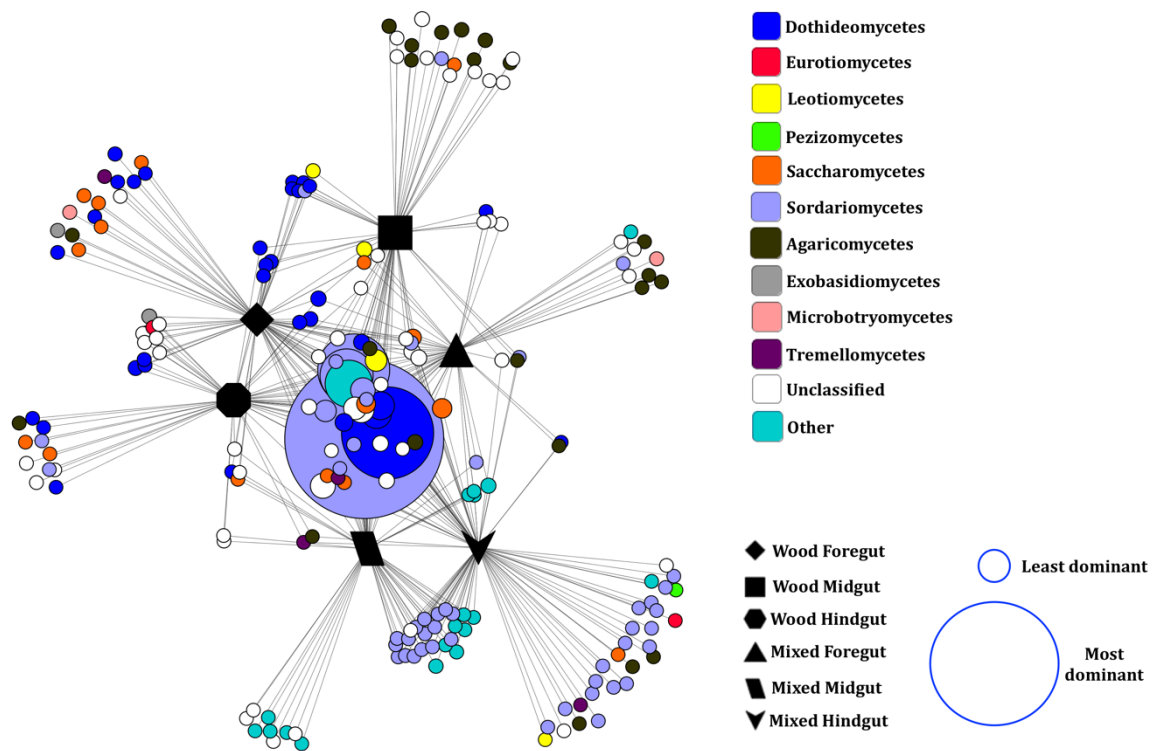 Dothideomycetes
Eurotiomycetes
Leotiomycetes
Pezizomycetes
Saccharomycetes
Sordariomycetes
Agaricomycetes
Exobasidiomycetes
Microbotryomycetes
Tremellomycetes
Unclassified
Other
Wood Foregut
Wood Midgut
Wood Hindgut
Mixed Foregut
Mixed Midgut
Mixed Hindgut
Least dominant
Most
dominant